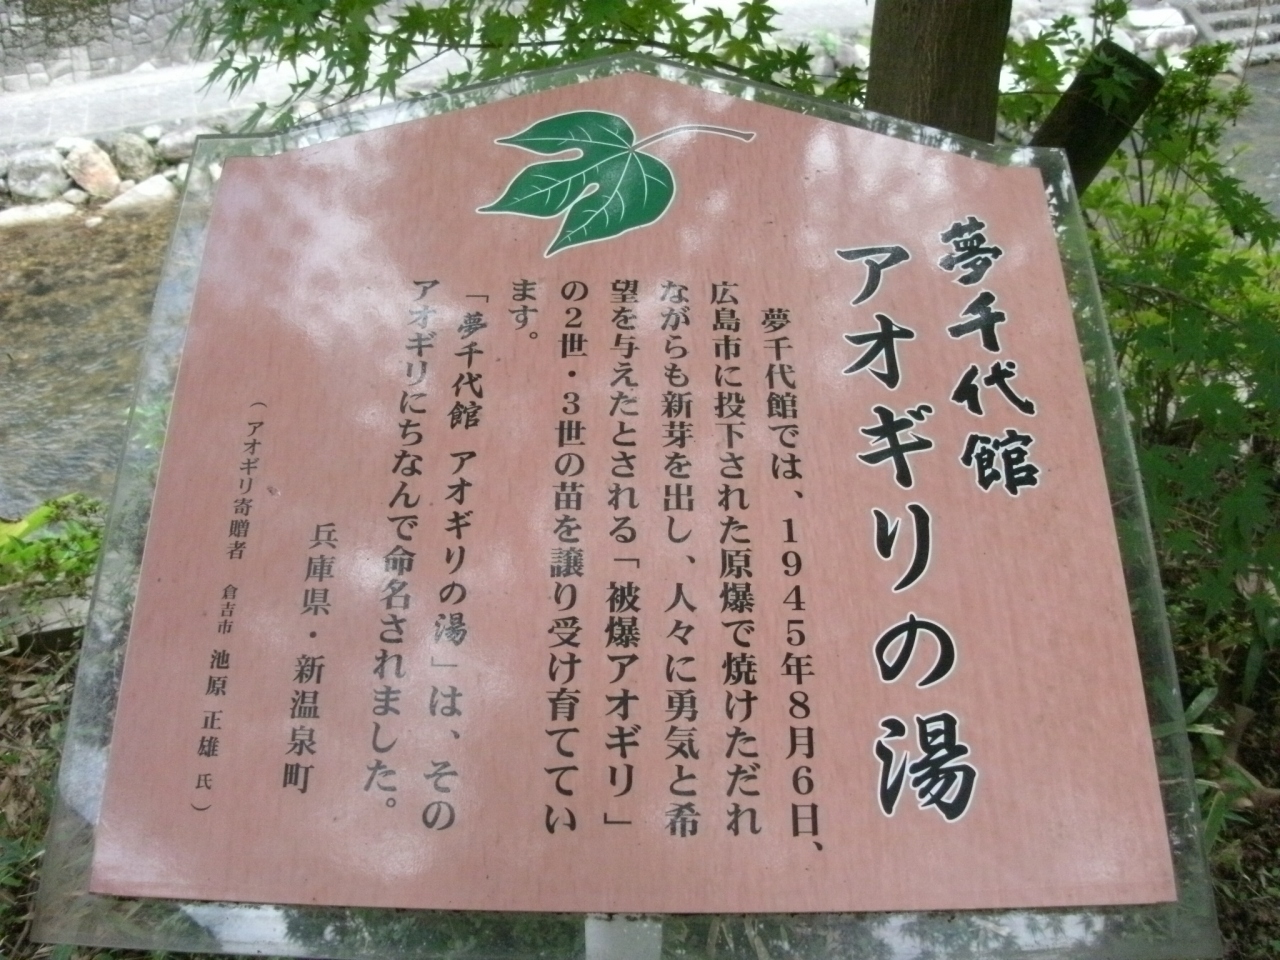 夢千代館
アオギリの湯
夢千代館では、1945年8月6日、
広島市に投下された原爆で焼けただれ
ながらも新芽を出し、人々に勇気と希
望を与えたとされる「被爆アオギリ」
の2世・3世の苗を譲り受け育ててい
ます。
「夢千代館 アオギリの湯」は、その
アオギリにちなんで命名されました。
兵庫県・新温泉町
(アオギリ寄贈者 倉吉市 池原 正雄 氏)